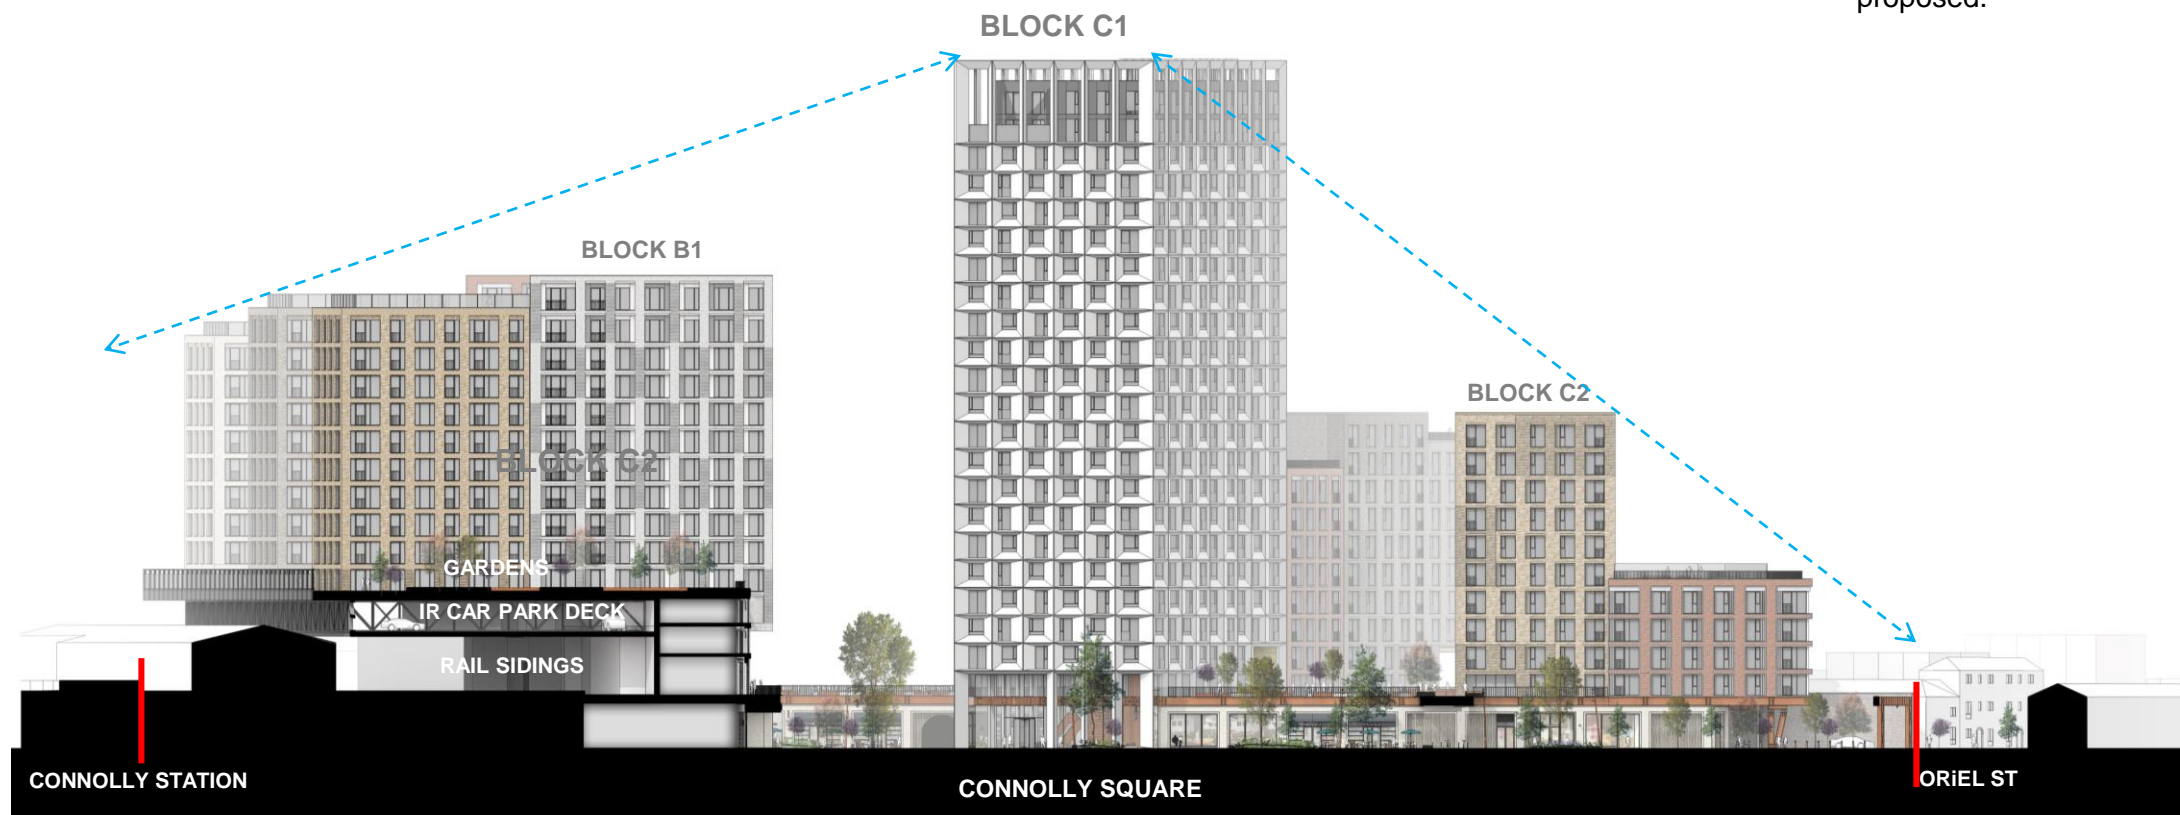 proposed.
BLOCK C1
BLOCK B1
BLOCK C2
BLOCK C2
GARDENS
IR CAR PARK DECK
RAIL SIDINGS
CONNOLLY STATION
CONNOLLY SQUARE
ORiEL ST